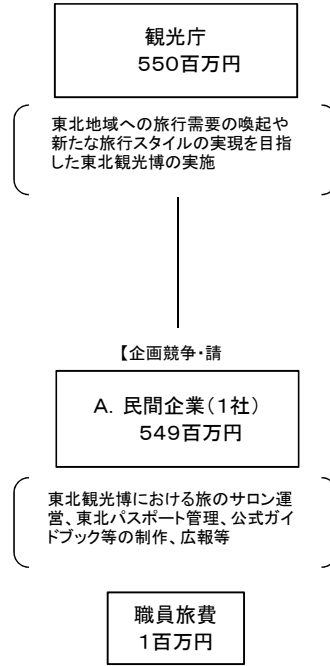 観光庁
550百万円
東北地域への旅行需要の喚起や
新たな旅行スタイルの実現を目指
した東北観光博の実施
【企画競争・請
A．民間企業（１社）
549百万円
東北観光博における旅のサロン運
営、東北パスポート管理、公式ガイ
ドブック等の制作、広報等
職員旅費
1百万円